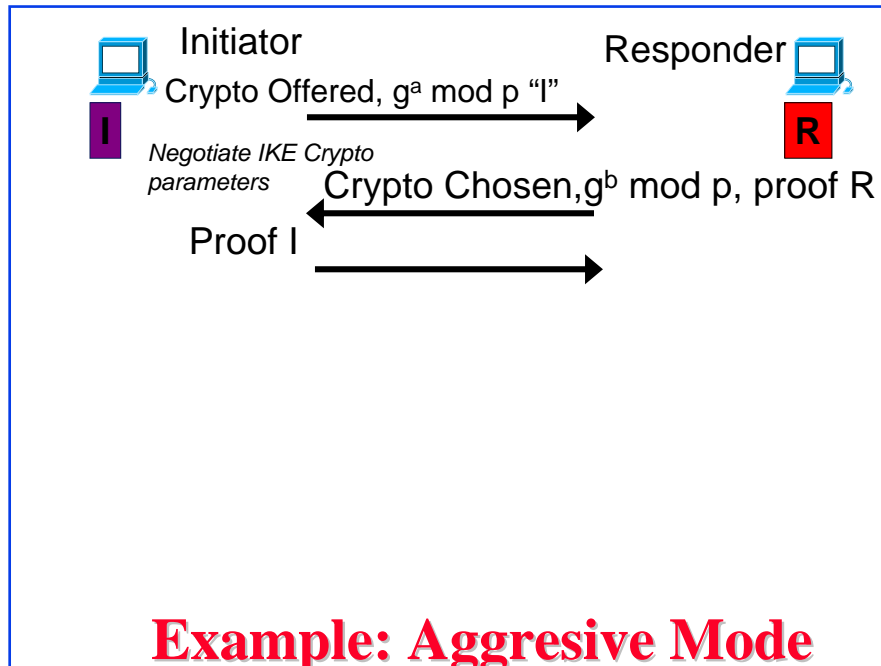 Initiator
Responder
Crypto Offered, gᵃ mod p “I”
I
R
Negotiate IKE Crypto
parameters
Crypto Chosen,gᵇ mod p, proof R
Proof I
Example: Aggresive Mode